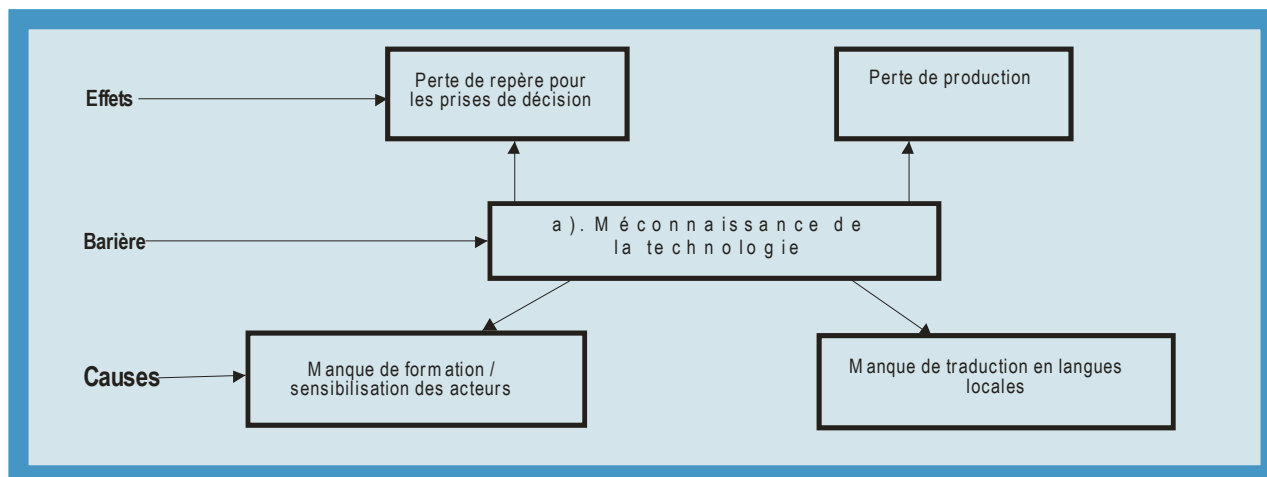 Effets
Perte de repère pour
les prises de décision
Perte de production
Barière
a). Méconnaissance de
la technologie
Causes
Manque de formation /
sensibilisation des acteurs
Manque de traduction en langues
locales